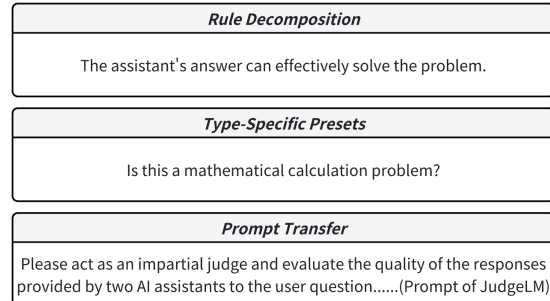 Rule Decomposition
The assistant's answer can effectively solve the problem.
Type-Specific Presets
Is this a mathematical calculation problem?
Prompt Transfer
Please act as an impartial judge and evaluate the quality of the responses
provided by two AI assistants to the user question......(Prompt of JudgeLM)